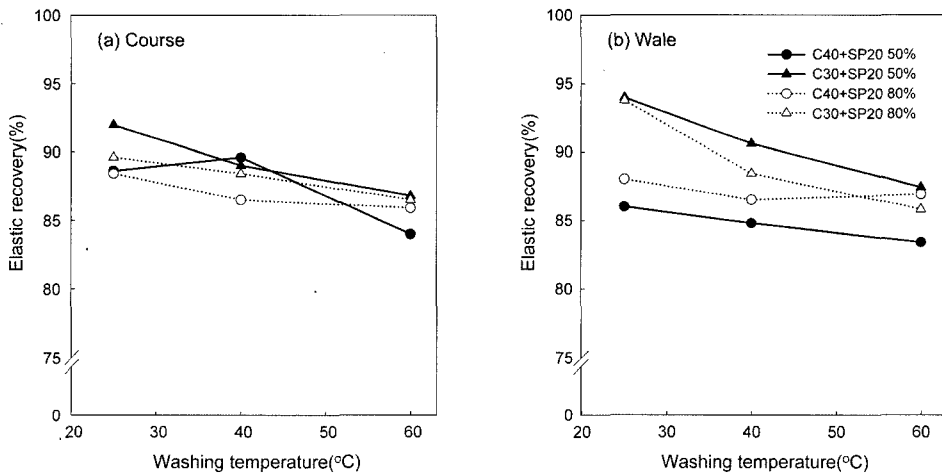 (a) Course
Elastic recovery(%)
100
95
90
85
80
75
0
20
30
40
50
60
Washing temperature(°C)
(b) Wale
C40+SP20 50%
C30+SP20 50%
C40+SP20 80%
C30+SP20 80%
Elastic recovery(%)
100
95
90
85
80
75
0
20
30
40
50
60
Washing temperature(°C)